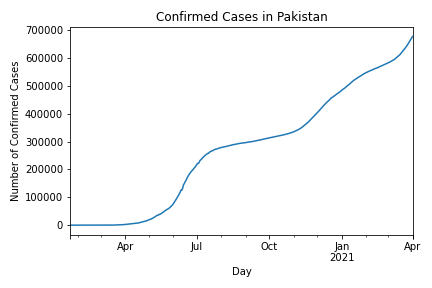 Confirmed Cases in Pakistan
700000
600000
500000
400000
300000
200000
100000
0
Number of Confirmed Cases
Apr Jul Oct Jan Apr
2021
Day